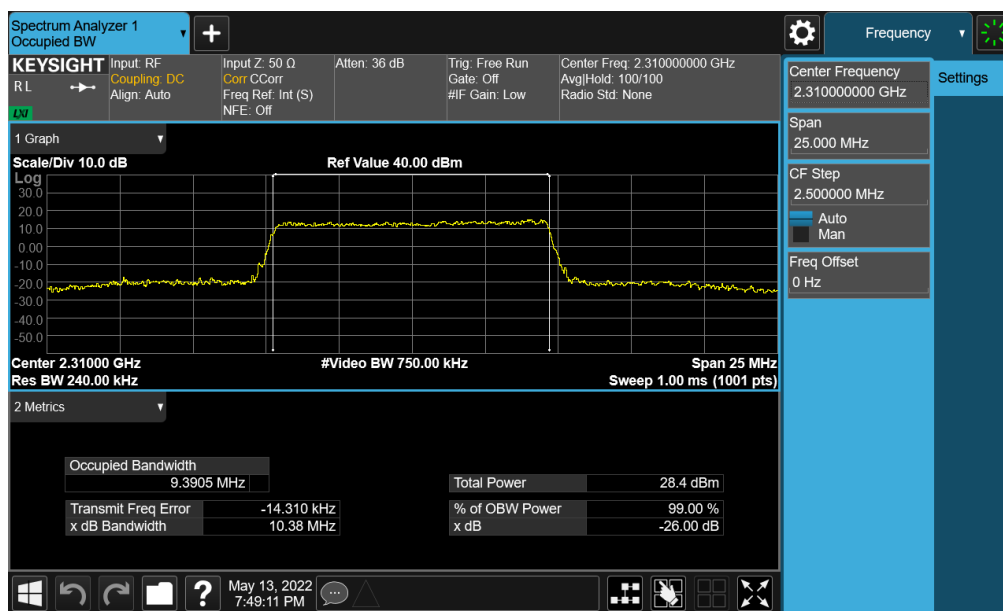 Spectrum Analyzer 1
Occupied BW
Frequency
KEYSIGHT
R L
LXI
Input: RF
Coupling: DC
Align: Auto
Input Z: 50 Ω
Corr CCorr
Freq Ref: Int (S)
NFE: Off
Atten: 36 dB
Trig: Free Run
Gate: Off
#IF Gain: Low
Center Freq: 2.310000000 GHz
Avg|Hold: 100/100
Radio Std: None
Center Frequency
2.310000000 GHz
Settings
Span
25.000 MHz
CF Step
2.500000 MHz
Auto
Man
Freq Offset
0 Hz
1 Graph
Scale/Div 10.0 dB
Ref Value 40.00 dBm
Log
30.0
20.0
10.0
0.00
-10.0
-20.0
-30.0
-40.0
-50.0
Center 2.31000 GHz
#Video BW 750.00 kHz
Span 25 MHz
Res BW 240.00 kHz
Sweep 1.00 ms (1001 pts)
2 Metrics
Occupied Bandwidth
9.3905 MHz
Total Power 28.4 dBm
Transmit Freq Error -14.310 kHz
% of OBW Power 99.00 %
x dB Bandwidth 10.38 MHz
x dB -26.00 dB
?
May 13, 2022
7:49:11 PM